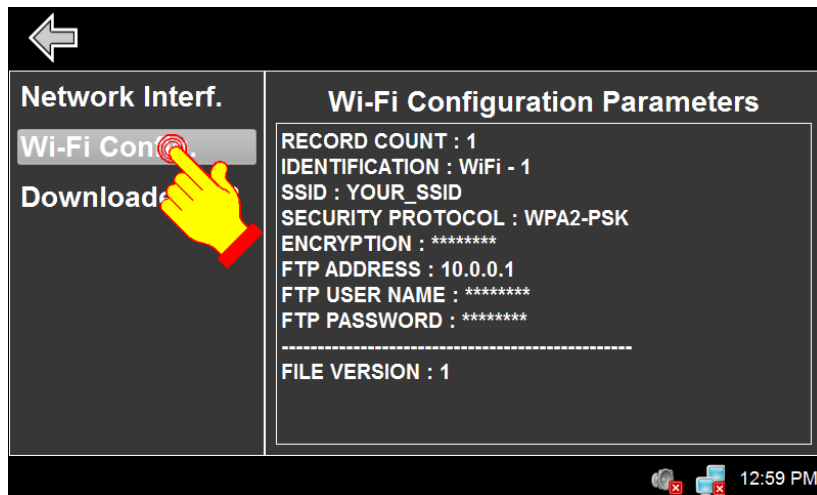 Network Interf.
Wi-Fi Config.
Wi-Fi Configuration Parameters
RECORD COUNT : 1
IDENTIFICATION : WiFi - 1
SSID : YOUR_SSID
SECURITY PROTOCOL : WPA2-PSK
ENCRYPTION : ********
FTP ADDRESS : 10.0.0.1
FTP USER NAME : ********
FTP PASSWORD : ********
-------------------------------------------------
FILE VERSION : 1
12:59 PM